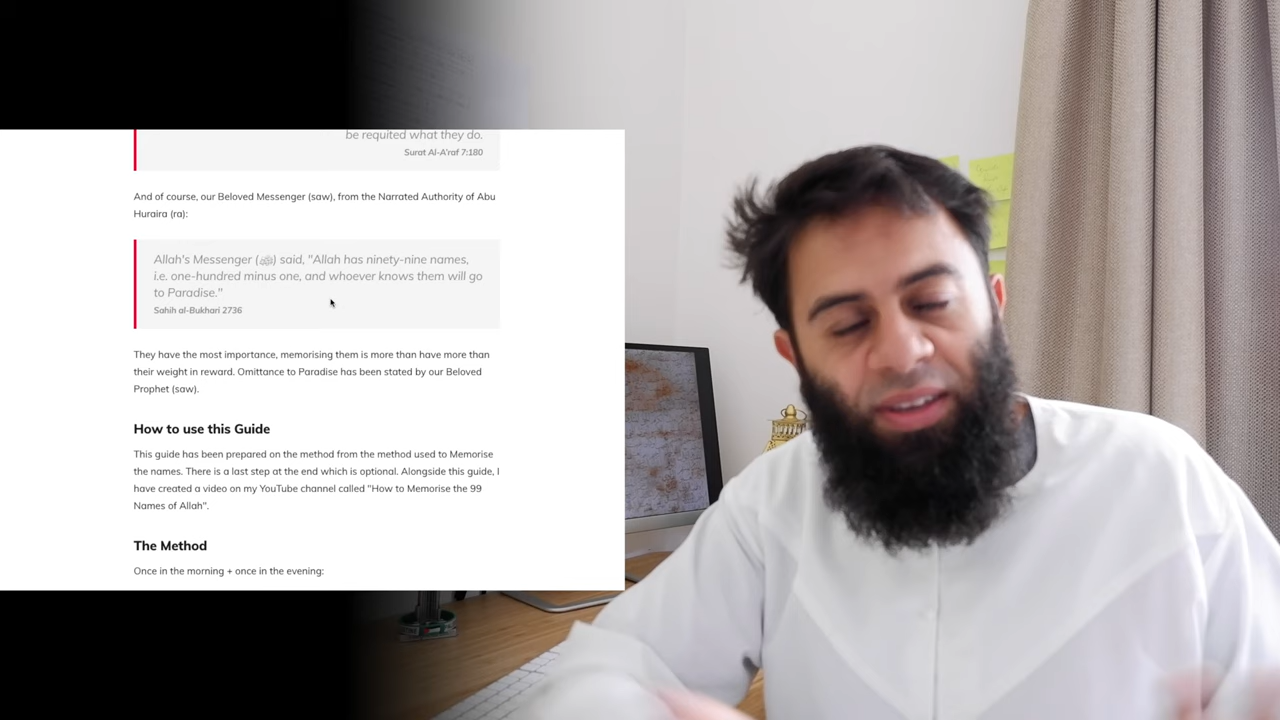 be requited what they do.
Surat Al-A'raf 7:180
And of course, our Beloved Messenger (saw), from the Narrated Authority of Abu
Huraira (ra):
Allah's Messenger (ﷺ) said, "Allah has ninety-nine names,
i.e. one-hundred minus one, and whoever knows them will go
to Paradise."
Sahih al-Bukhari 2736
They have the most importance, memorising them is more than have more than
their weight in reward. Omittance to Paradise has been stated by our Beloved
Prophet (saw).
How to use this Guide
This guide has been prepared on the method from the method used to Memorise
the names. There is a last step at the end which is optional. Alongside this guide, I
have created a video on my YouTube channel called "How to Memorise the 99
Names of Allah".
The Method
Once in the morning + once in the evening: